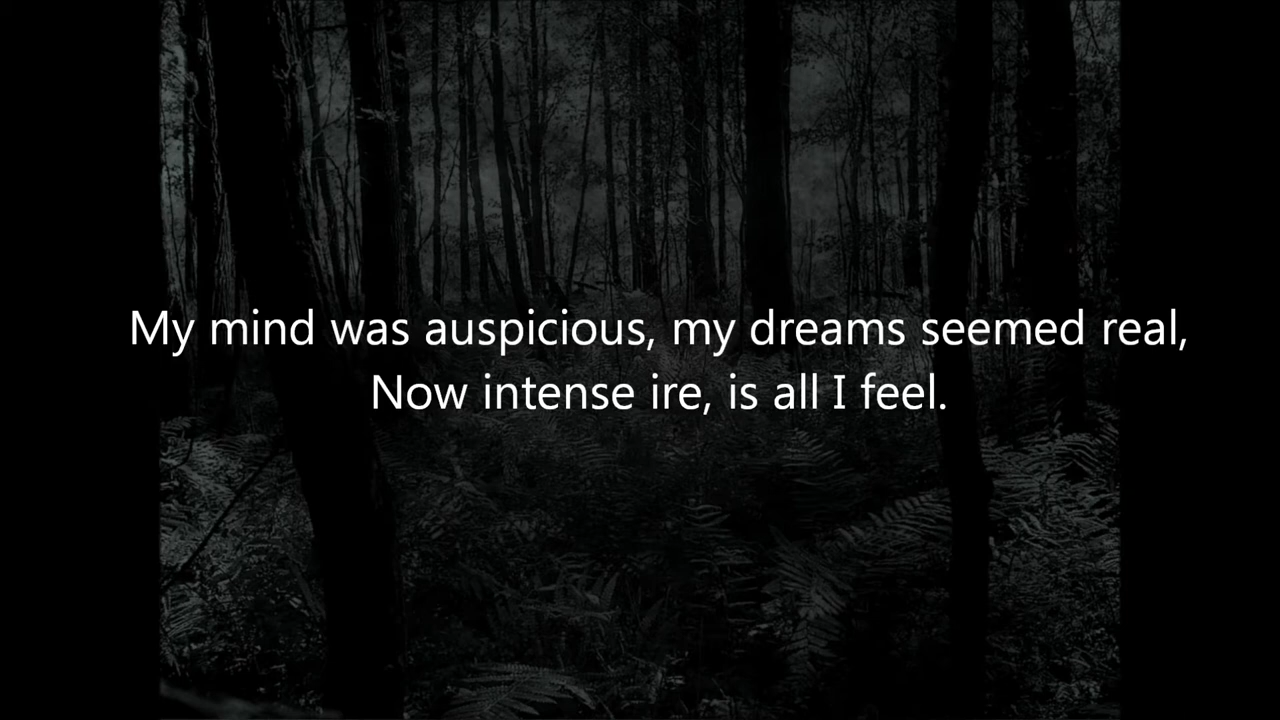 My mind was auspicious, my dreams seemed real,
Now intense ire, is all I feel.